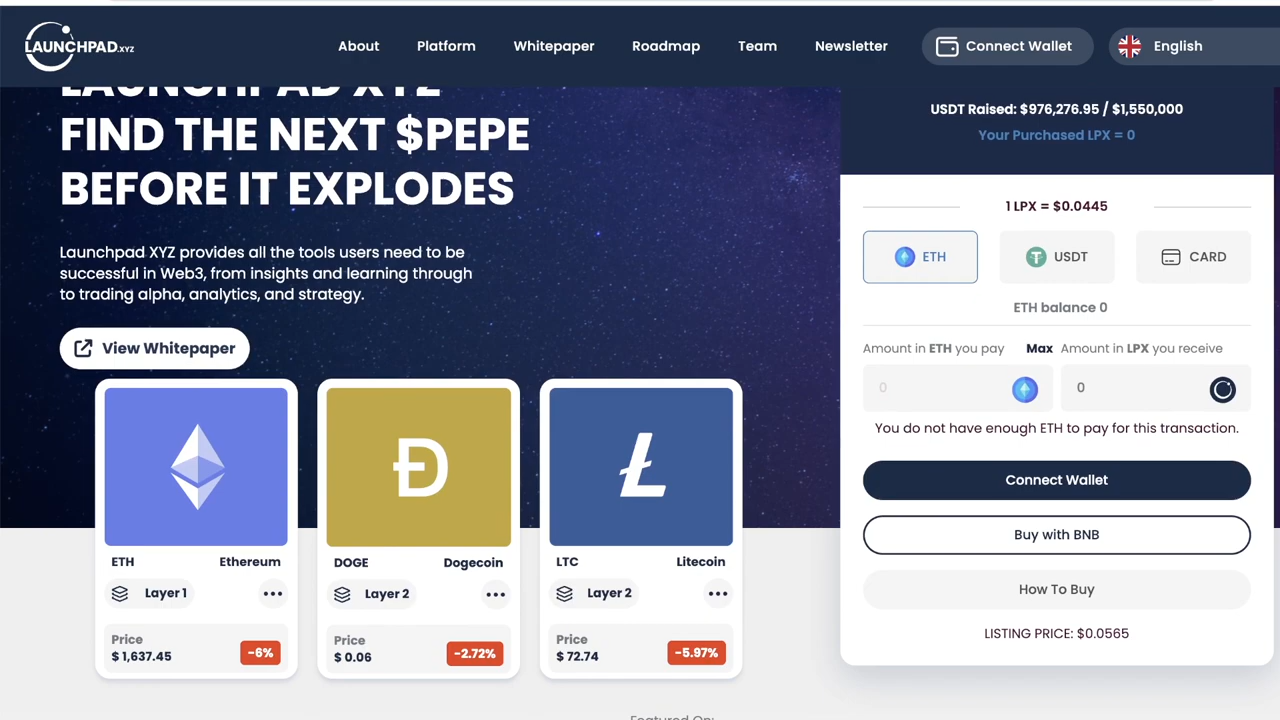 LAUNCHPAD.XYZ
About
Platform
Whitepaper
Roadmap
Team
Newsletter
Connect Wallet
English
LAUNCHPAD XYZ
FIND THE NEXT $PEPE
BEFORE IT EXPLODES
Launchpad XYZ provides all the tools users need to be
successful in Web3, from insights and learning through
to trading alpha, analytics, and strategy.
View Whitepaper
ETH Ethereum
Layer 1
Price
$ 1,637.45
-6%
DOGE Dogecoin
Layer 2
Price
$ 0.06
-2.72%
LTC Litecoin
Layer 2
Price
$ 72.74
-5.97%
USDT Raised: $976,276.95 / $1,550,000
Your Purchased LPX = 0
1 LPX = $0.0445
ETH
USDT
CARD
ETH balance 0
Amount in ETH you pay Max
Amount in LPX you receive
0
0
You do not have enough ETH to pay for this transaction.
Connect Wallet
Buy with BNB
How To Buy
LISTING PRICE: $0.0565
Featured On: